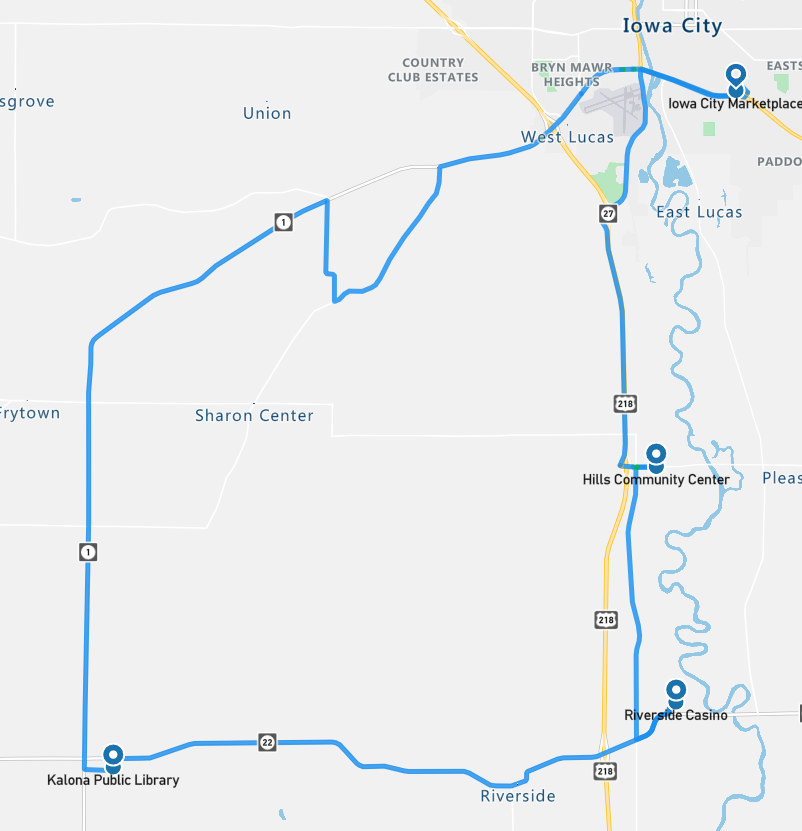 Iowa City
COUNTRY
CLUB ESTATES
BRYN MAWR
HEIGHTS
EASTS
sgrove
Union
Iowa City Marketplace
West Lucas
PADDO
1
27
East Lucas
218
Frytown
Sharon Center
Hills Community Center
Pleas
1
218
Riverside Casino
22
Kalona Public Library
218
Riverside